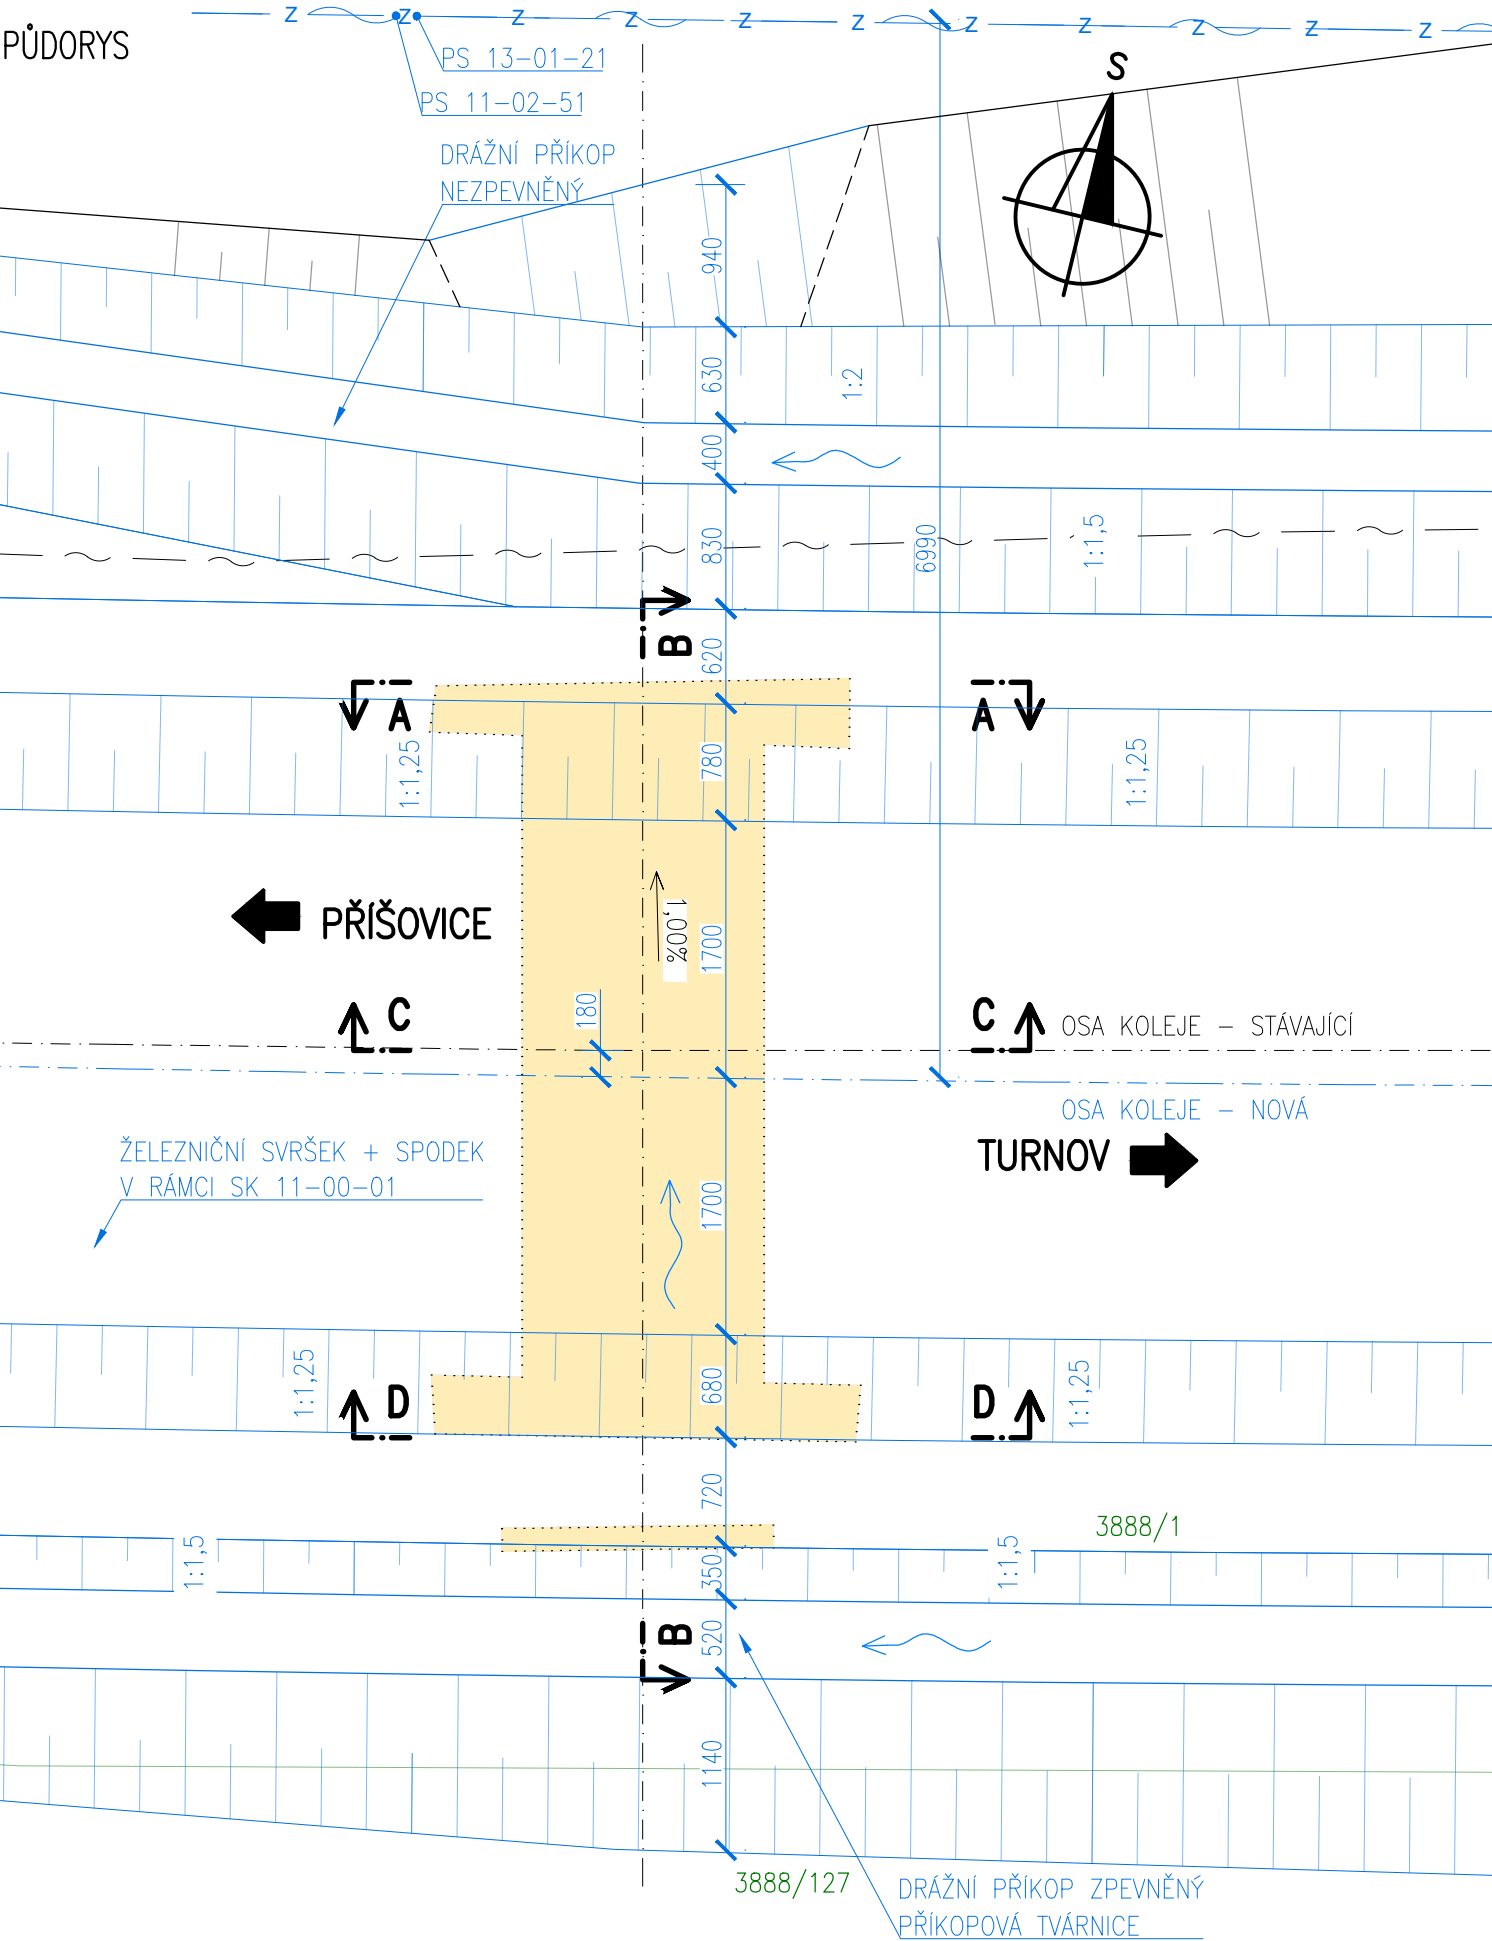 Z Z Z Z Z Z Z Z Z Z Z
PŮDORYS
PS 13-01-21
PS 11-02-51
S
DRÁŽNÍ PŘÍKOP
NEZPEVNĚNÝ
940
630
1:2
400
830
6990
1:1,5
B
620
A
A
780
1:1,25
1:1,25
PŘÍŠOVICE
1,00%
1700
180
C
C
OSA KOLEJE – STÁVAJÍCÍ
OSA KOLEJE – NOVÁ
ŽELEZNIČNÍ SVRŠEK + SPODEK
V RÁMCI SK 11-00-01
TURNOV
1700
1:1,25
680
1:1,25
D
D
720
3888/1
1:1,5
350
1:1,5
B
520
1140
3888/127
DRÁŽNÍ PŘÍKOP ZPEVNĚNÝ
PŘÍKOPOVÁ TVÁRNICE